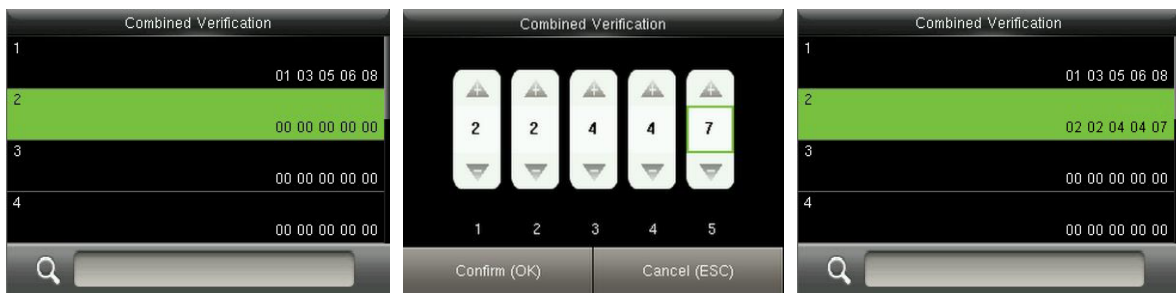 Combined Verification
1
01 03 05 06 08
2
00 00 00 00 00
3
00 00 00 00 00
4
00 00 00 00 00
Combined Verification
2 2 4 4 7
1 2 3 4 5
Confirm (OK) Cancel (ESC)
Combined Verification
1
01 03 05 06 08
2
02 02 04 04 07
3
00 00 00 00 00
4
00 00 00 00 00